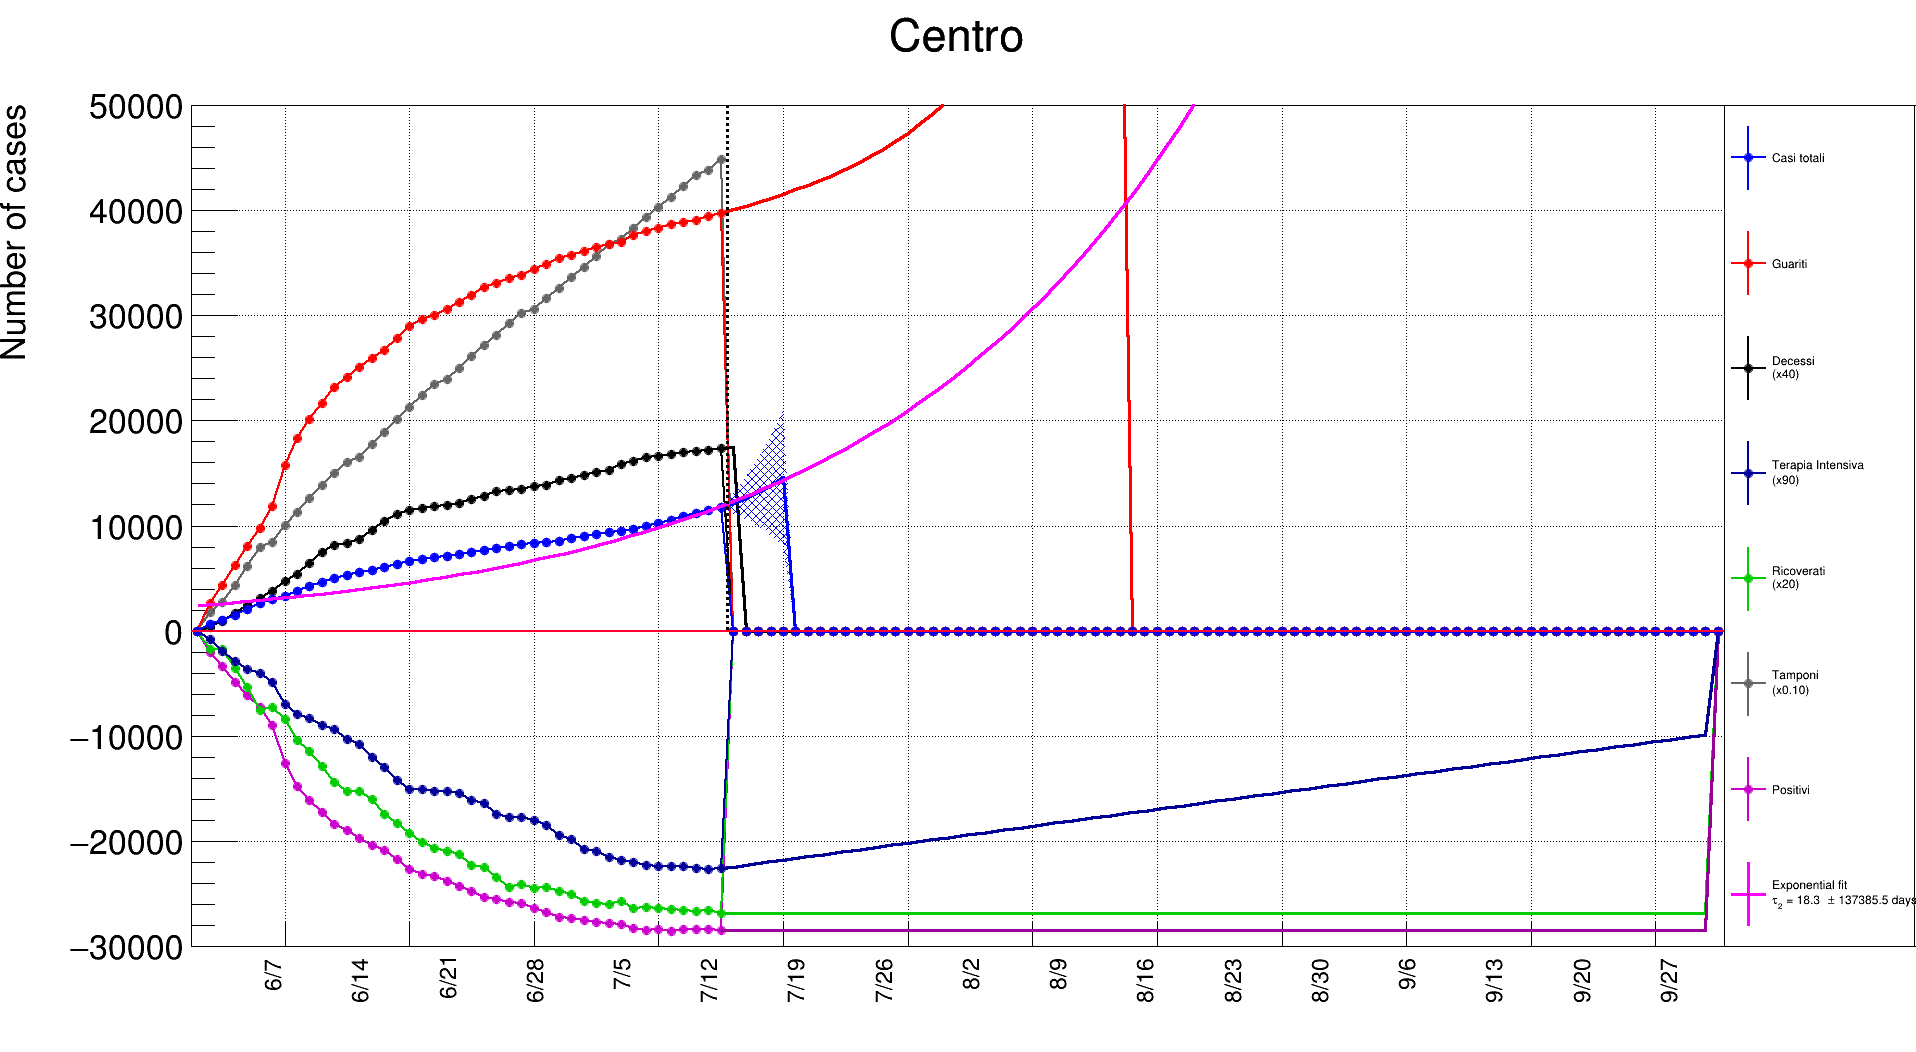 Centro
Number of cases
50000
40000
30000
20000
10000
0
−10000
−20000
−30000
6/7
6/14
6/21
6/28
7/5
7/12
7/19
7/26
8/2
8/9
8/16
8/23
8/30
9/6
9/13
9/20
9/27
Casi totali
Guariti
Decessi
(x40)
Terapia Intensiva
(x90)
Ricoverati
(x20)
Tamponi
(x0.10)
Positivi
Exponential fit
τ2 = 18.3 ± 137385.5 days